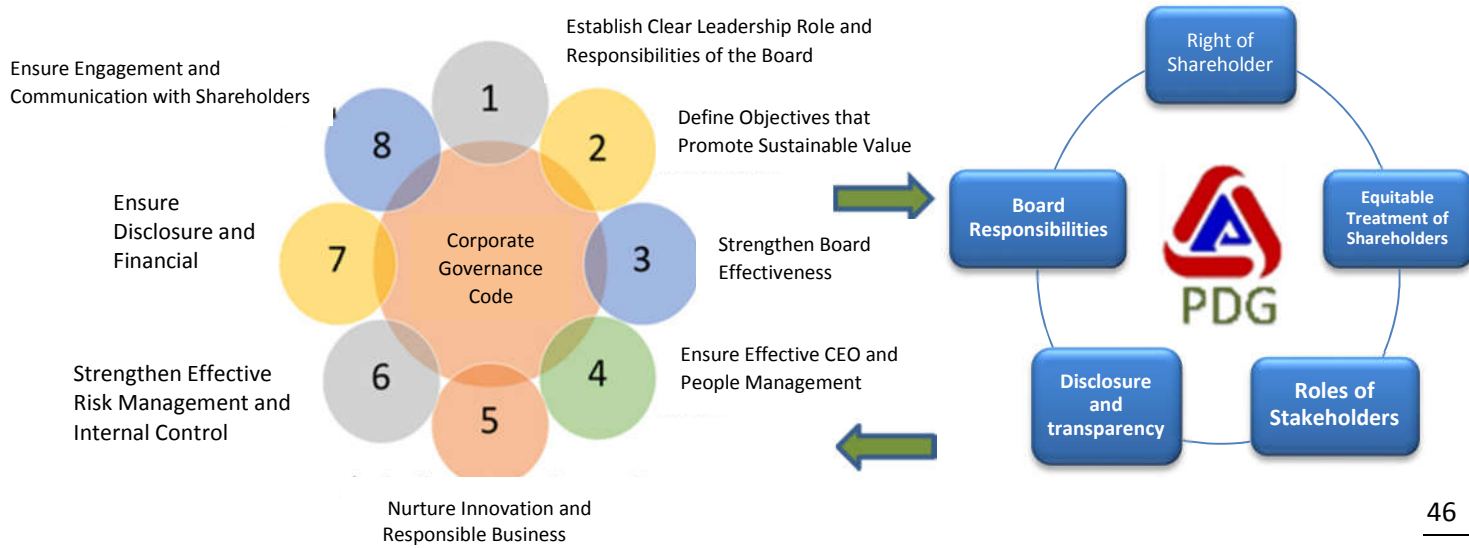 Establish Clear Leadership Role and
Responsibilities of the Board
Ensure Engagement and
Communication with Shareholders
1
2
3
4
5
6
7
8
Define Objectives that
Promote Sustainable Value
Ensure
Disclosure and
Financial
Corporate
Governance
Code
Strengthen Board
Effectiveness
Strengthen Effective
Risk Management and
Internal Control
Ensure Effective CEO and
People Management
Nurture Innovation and
Responsible Business
Right of
Shareholder
Board
Responsibilities
Equitable
Treatment of
Shareholders
PDG
Disclosure
and
transparency
Roles of
Stakeholders
46